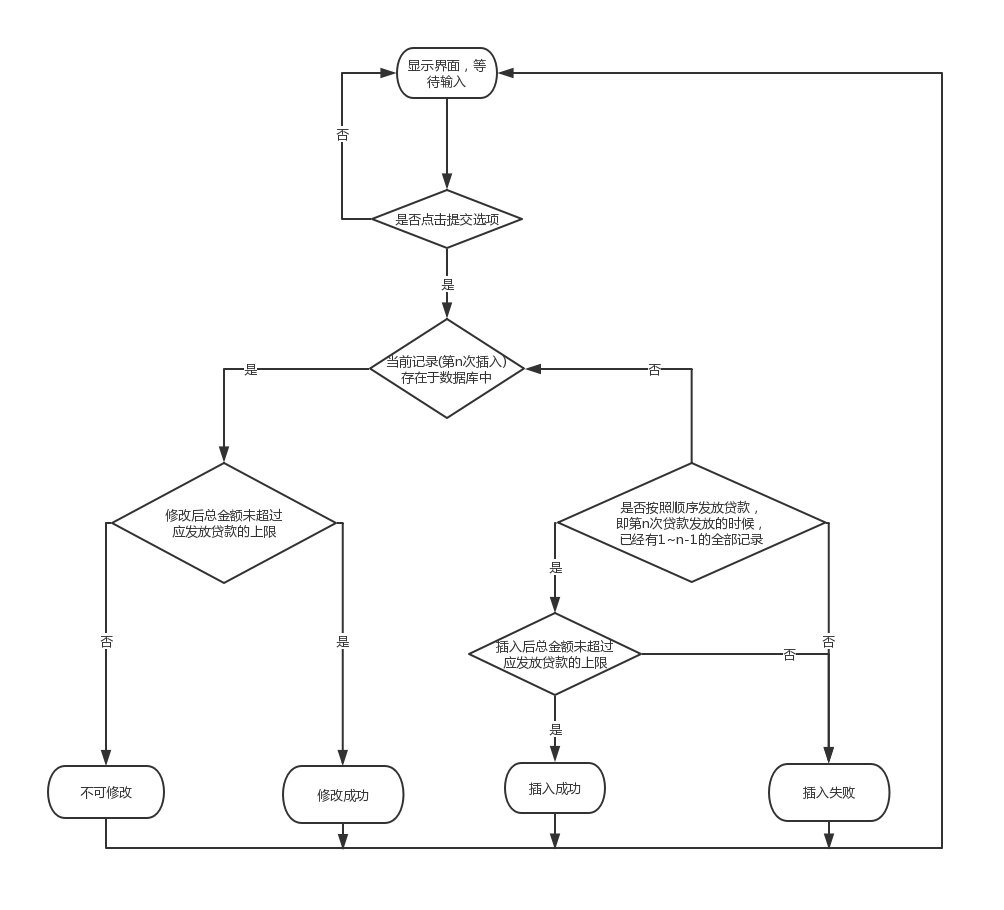 显示界面，等
待输入
否
是否点击提交选项
是
当前记录(第n次插入)
存在于数据库中
是
否
修改后总金额未超过
应发放贷款的上限
是否按照顺序发放贷款，
即第n次贷款发放的时候，
已经有1~n-1的全部记录
是
否
是
否
插入后总金额未超过
应发放贷款的上限
否
是
不可修改
修改成功
插入成功
插入失败